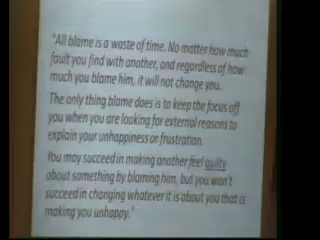 "All blame is a waste of time. No matter how much
fault you find with another, and regardless of how
much you blame him, it will not change you.
The only thing blame does is to keep the focus off
you when you are looking for external reasons to
explain your unhappiness or frustration.
You may succeed in making another feel guilty
about something by blaming him, but you won't
succeed in changing whatever it is about you that is
making you unhappy."